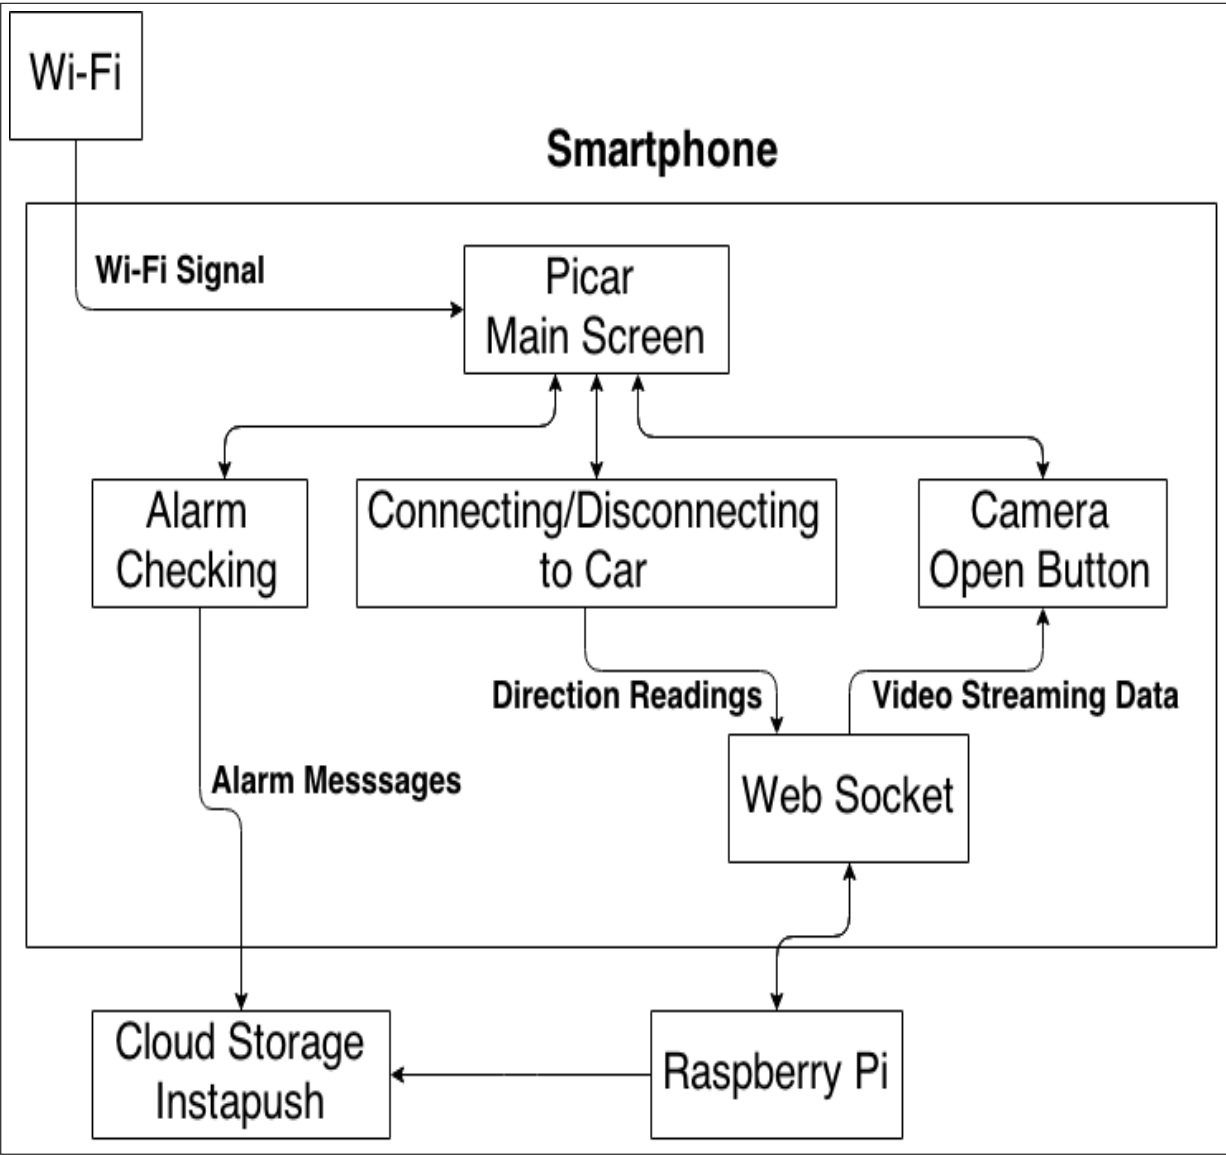 Wi-Fi
Smartphone
Wi-Fi Signal
Picar
Main Screen
Alarm
Checking
Connecting/Disconnecting
to Car
Camera
Open Button
Direction Readings
Video Streaming Data
Alarm Messsages
Web Socket
Cloud Storage
Instapush
Raspberry Pi